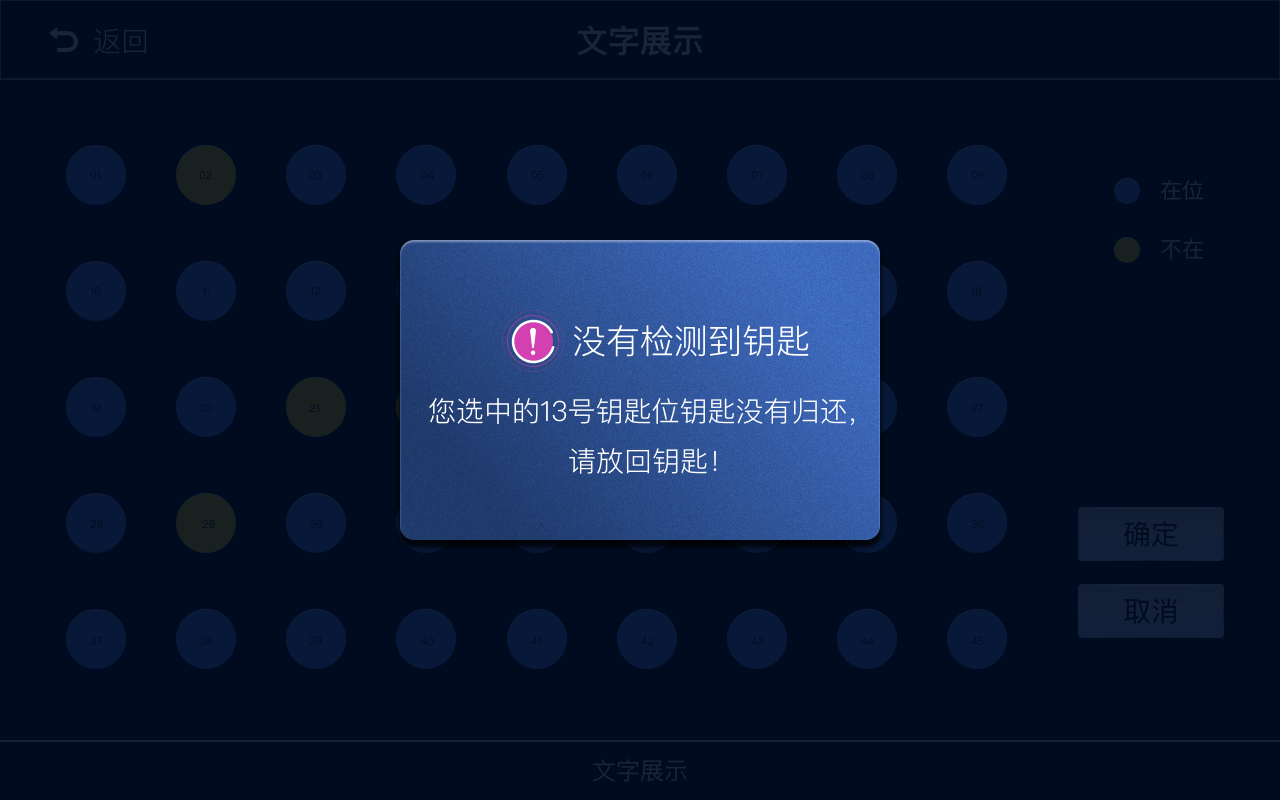 返回
文字展示
01 02 03 04 05 06 07 08 09
在位
不在
10 11 12 18
没有检测到钥匙
19 20 21 27
您选中的13号钥匙位钥匙没有归还，
请放回钥匙！
28 29 30 36
确定
取消
37 38 39 40 41 42 43 44 45
文字展示